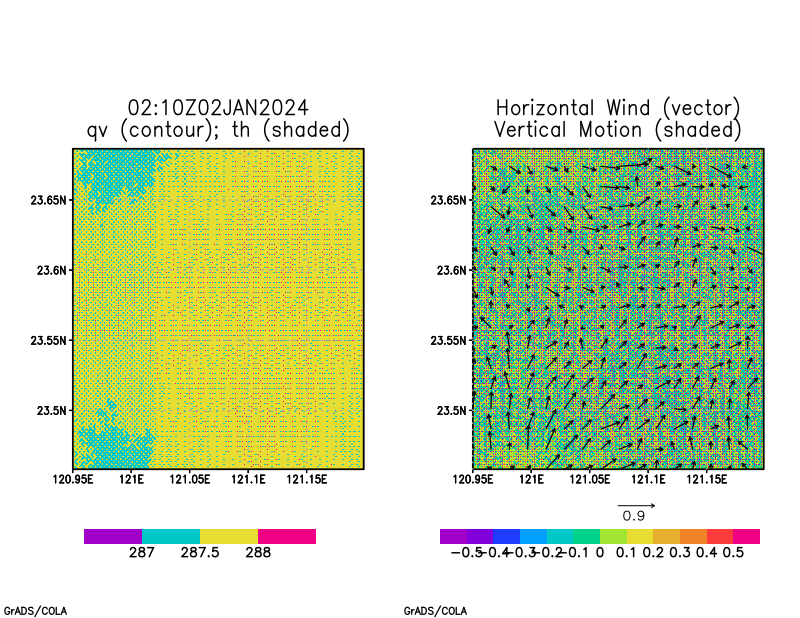 02:10Z02JAN2024
qv (contour); th (shaded)
23.65N
23.6N
23.55N
23.5N
120.95E 121E 121.05E 121.1E 121.15E
287 287.5 288
GrADS/COLA
Horizontal Wind (vector)
Vertical Motion (shaded)
23.65N
23.6N
23.55N
23.5N
120.95E 121E 121.05E 121.1E 121.15E
0.9
-0.5 -0.4 -0.3 -0.2 -0.1 0 0.1 0.2 0.3 0.4 0.5
GrADS/COLA